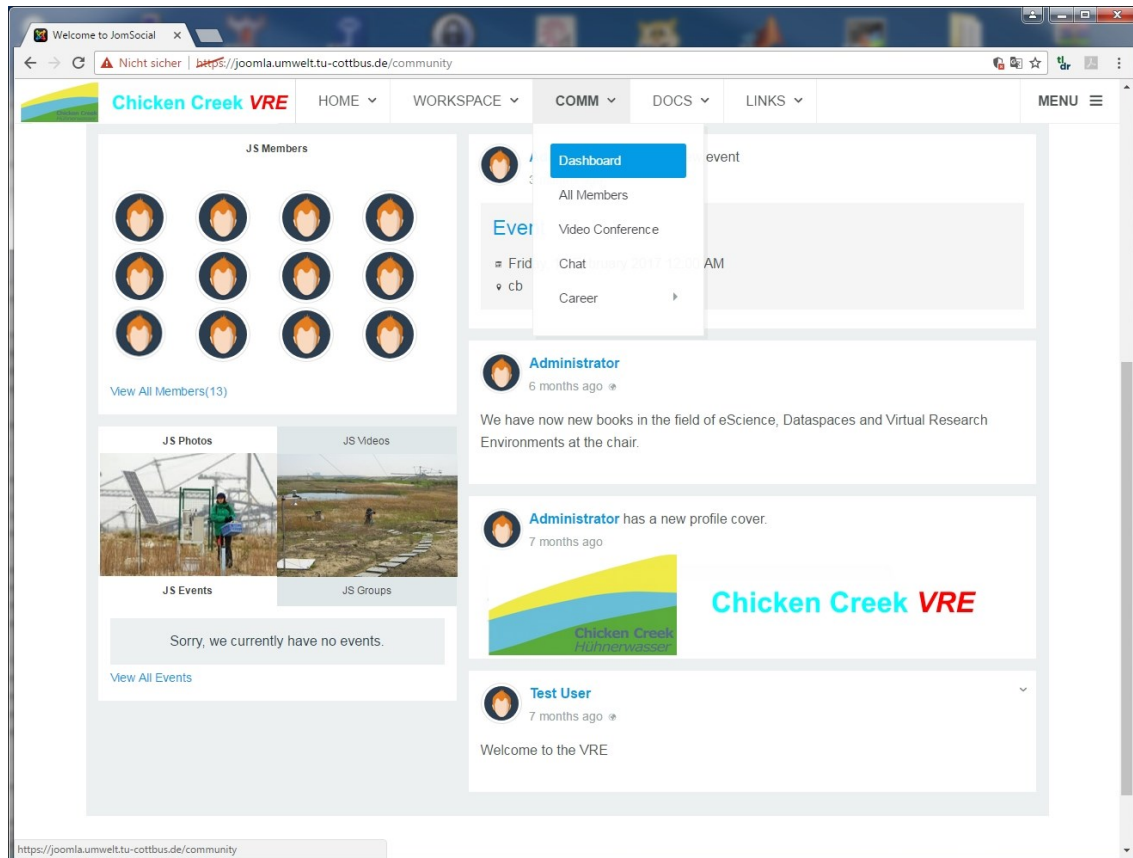 Welcome to JomSocial
Nicht sicher | https://joomla.umwelt.tu-cottbus.de/community
Chicken Creek VRE
HOME
WORKSPACE
COMM
DOCS
LINKS
MENU
JS Members
View All Members(13)
JS Photos
JS Videos
JS Events
JS Groups
Sorry, we currently have no events.
View All Events
Dashboard
All Members
Video Conference
Chat
Career
event
AM
cb
Administrator
6 months ago
We have now new books in the field of eScience, Dataspaces and Virtual Research
Environments at the chair.
Administrator has a new profile cover.
7 months ago
Chicken Creek
Hühnerwasser
Chicken Creek VRE
Test User
7 months ago
Welcome to the VRE
https://joomla.umwelt.tu-cottbus.de/community